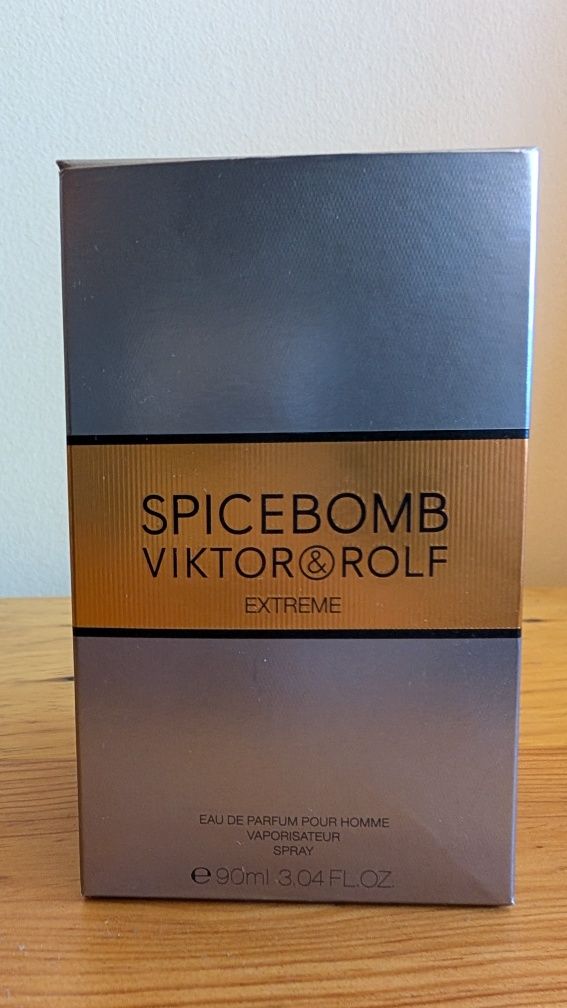 SPICEBOMB
VIKTOR&ROLF
EXTREME
EAU DE PARFUM POUR HOMME
VAPORISATEUR
SPRAY
℮ 90ml 3.04 FL.OZ.